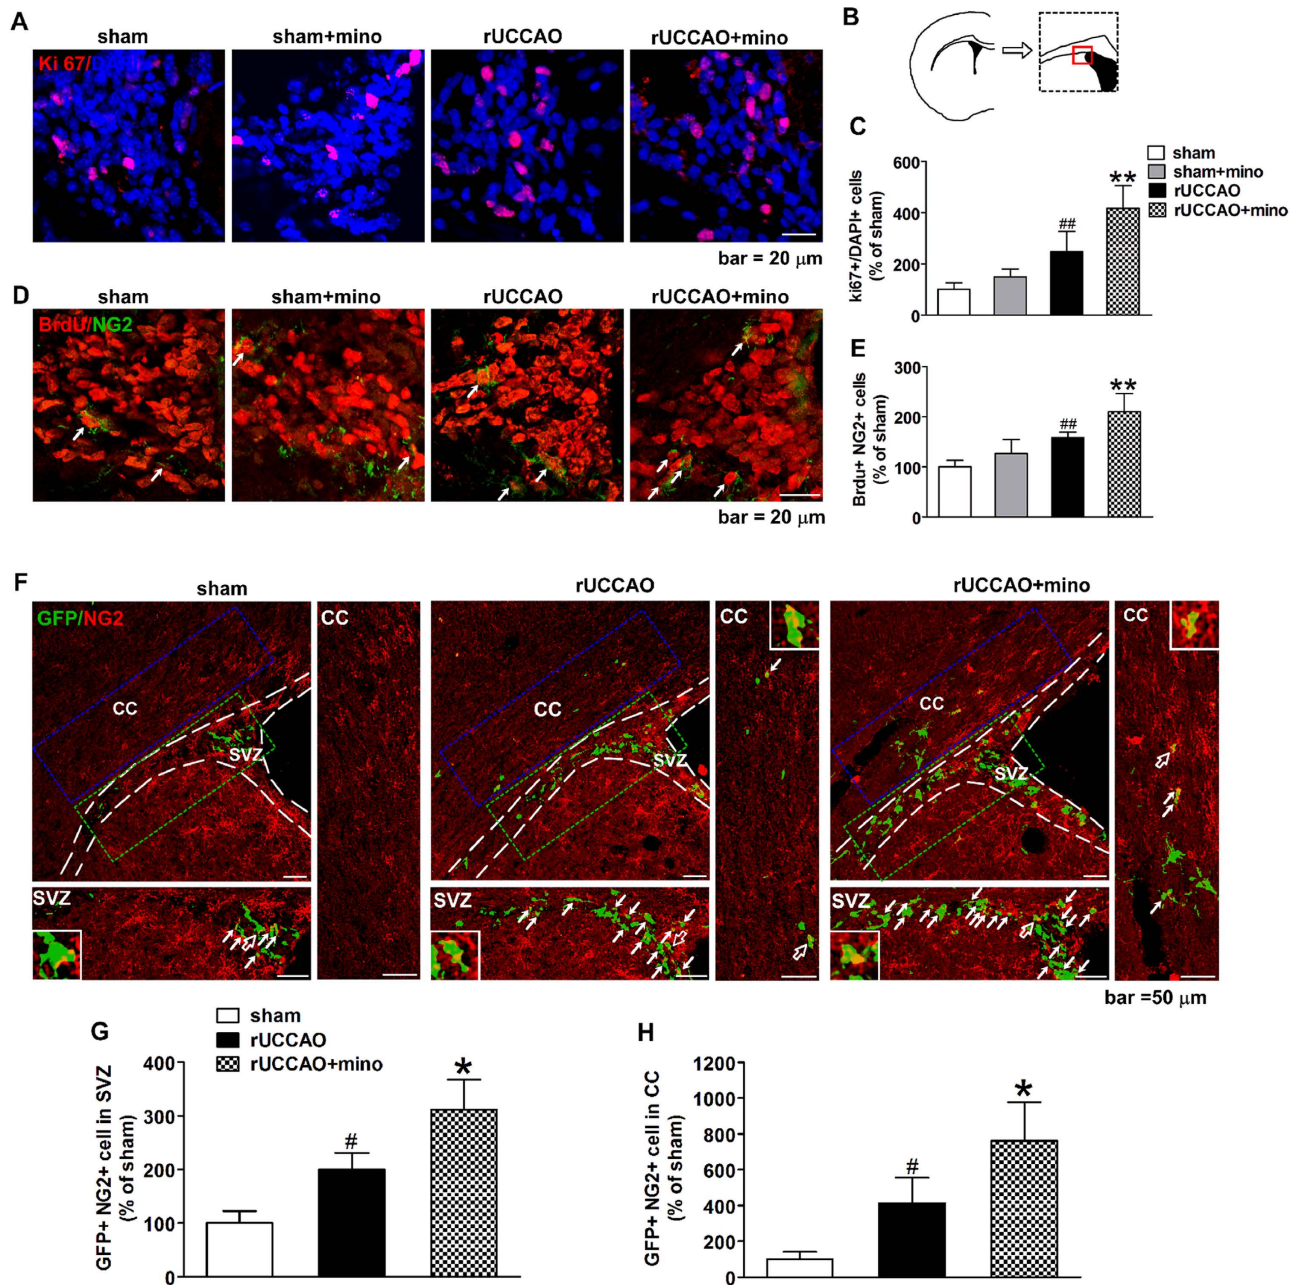 A
sham
sham+mino
rUCCAO
rUCCAO+mino
Ki 67/
bar = 20 μm
B
C
ki67+/DAPI+ cells
(% of sham)
600
400
200
0
##
**
sham
sham+mino
rUCCAO
rUCCAO+mino
D
sham
sham+mino
rUCCAO
rUCCAO+mino
BrdU/NG2
bar = 20 μm
E
Brdu+ NG2+ cells
(% of sham)
300
200
100
0
##
**
F
sham
rUCCAO
rUCCAO+mino
GFP/NG2
CC
SVZ
CC
SVZ
CC
SVZ
CC
SVZ
CC
SVZ
CC
SVZ
bar =50 μm
G
sham
rUCCAO
rUCCAO+mino
GFP+ NG2+ cell in SVZ
(% of sham)
400
300
200
100
0
#
*
H
GFP+ NG2+ cell in CC
(% of sham)
1200
1000
800
600
400
200
0
#
*